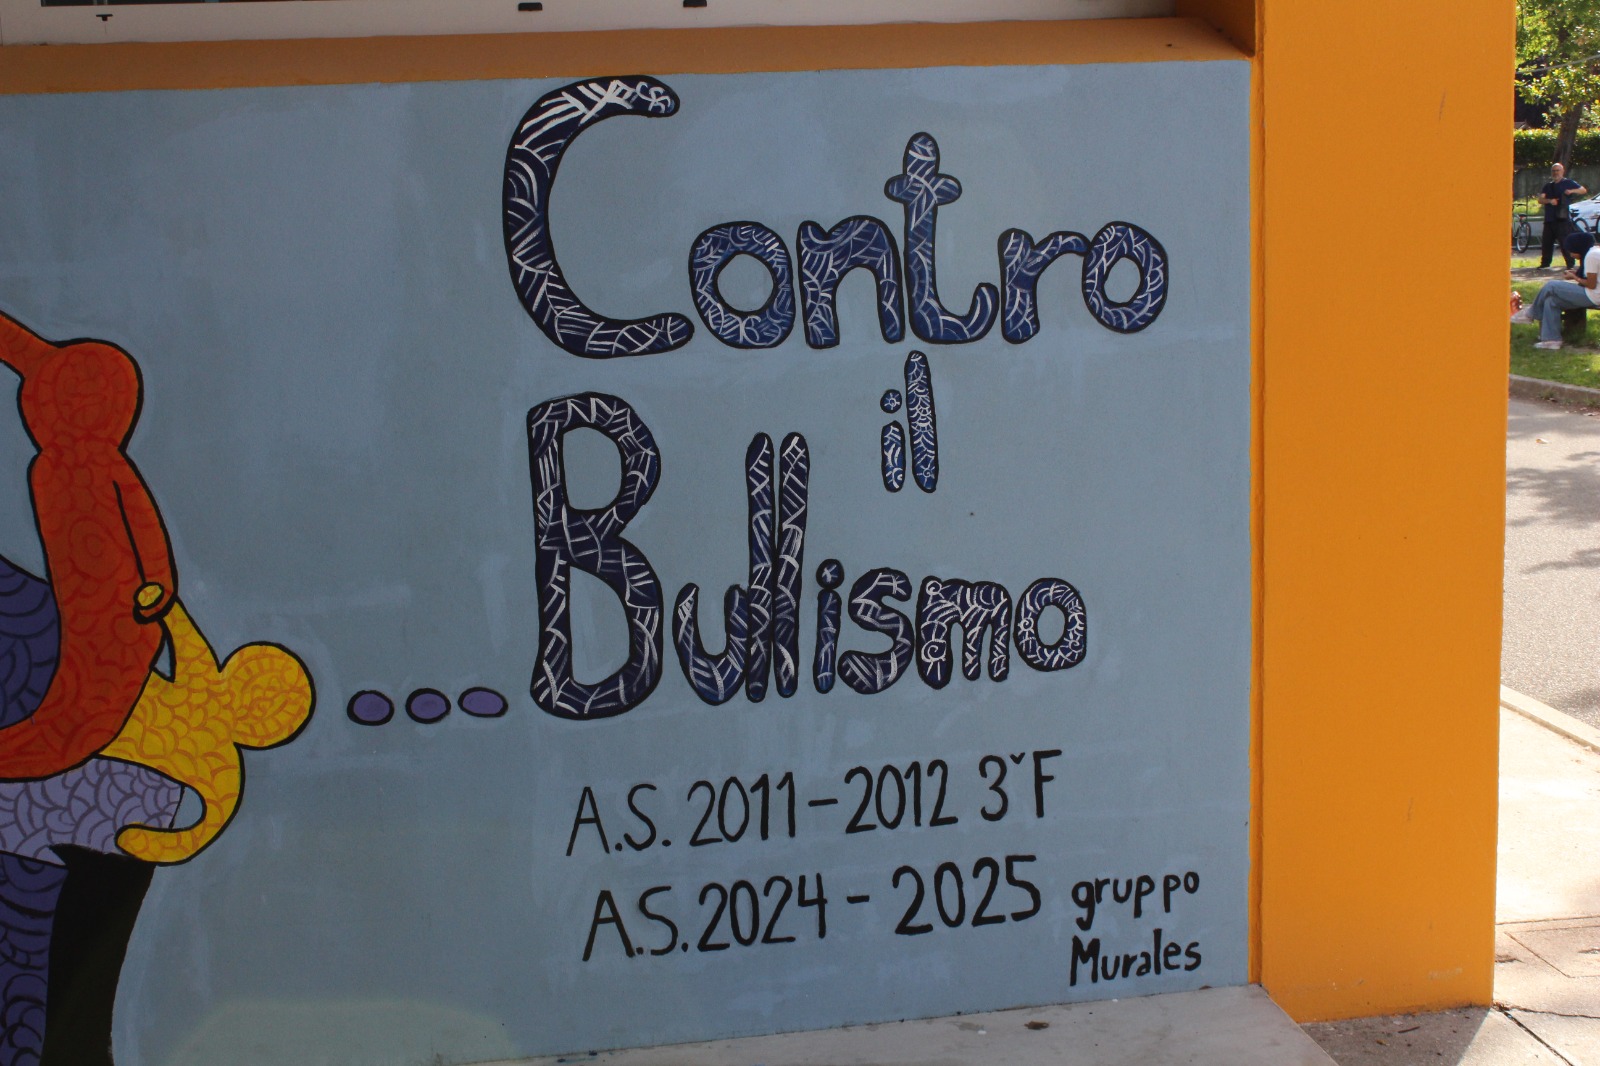 Contro
il
...Bullismo
A.S. 2011-2012 3ˇF
A.S. 2024 - 2025 gruppo
Murales